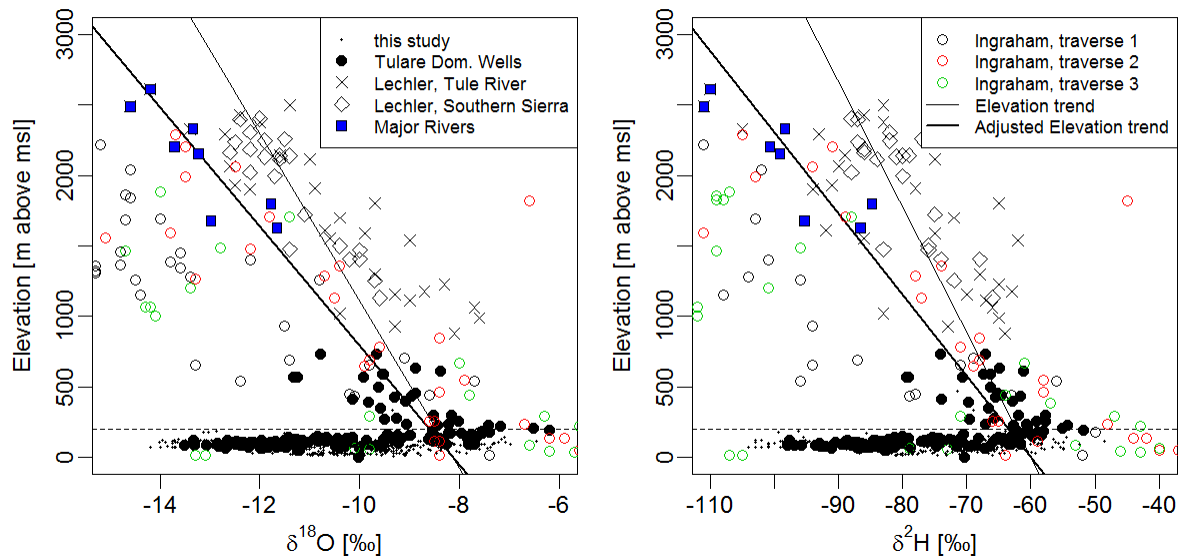 this study
Tulare Dom. Wells
Lechler, Tule River
Lechler, Southern Sierra
Major Rivers
Elevation [m above msl]
3000
2000
1000
500
0
-14
-12
-10
-8
-6
δ18O [‰]
Ingraham, traverse 1
Ingraham, traverse 2
Ingraham, traverse 3
Elevation trend
Adjusted Elevation trend
Elevation [m above msl]
3000
2000
1000
500
0
-110
-90
-80
-70
-60
-50
-40
δ2H [‰]